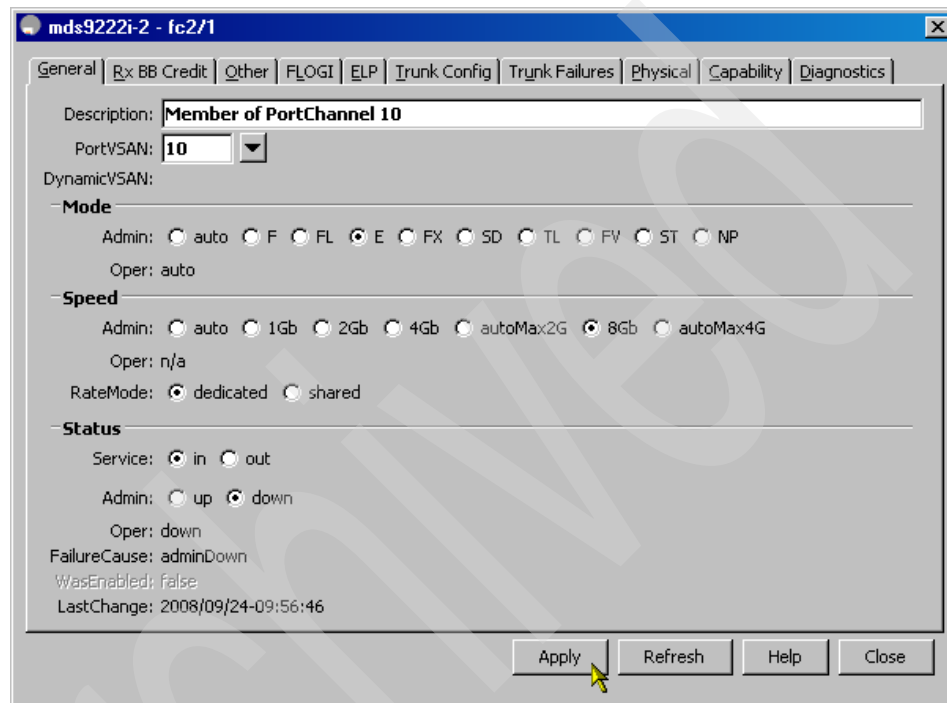 mds9222i-2 - fc2/1
General Rx BB Credit Other FLOGI ELP Trunk Config Trunk Failures Physical Capability Diagnostics
Description: Member of PortChannel 10
PortVSAN: 10
DynamicVSAN:
Mode
Admin: auto F FL E FX SD TL FV ST NP
Oper: auto
Speed
Admin: auto 1Gb 2Gb 4Gb autoMax2G 8Gb autoMax4G
Oper: n/a
RateMode: dedicated shared
Status
Service: in out
Admin: up down
Oper: down
FailureCause: adminDown
WasEnabled: false
LastChange: 2008/09/24-09:56:46
Apply Refresh Help Close